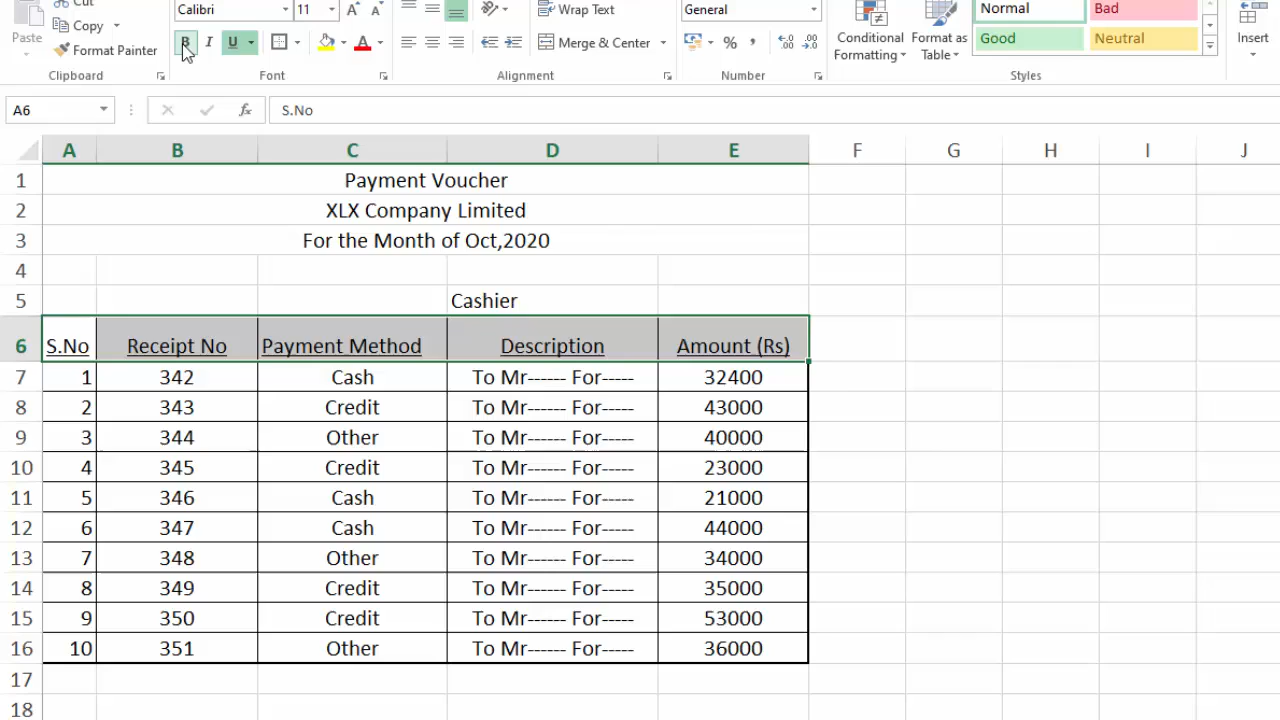 Cut
Calibri 11 A A Wrap Text General Normal Bad
Paste Copy
Format Painter B I U A Merge & Center % , .00 Conditional Formatting Format as Table Good Neutral Insert
Clipboard Font Alignment Number Styles
A6 fx S.No
A B C D E F G H I J
1 Payment Voucher
2 XLX Company Limited
3 For the Month of Oct,2020
4
5 Cashier
6 S.No Receipt No Payment Method Description Amount (Rs)
7 1 342 Cash To Mr------ For----- 32400
8 2 343 Credit To Mr------ For----- 43000
9 3 344 Other To Mr------ For----- 40000
10 4 345 Credit To Mr------ For----- 23000
11 5 346 Cash To Mr------ For----- 21000
12 6 347 Cash To Mr------ For----- 44000
13 7 348 Other To Mr------ For----- 34000
14 8 349 Credit To Mr------ For----- 35000
15 9 350 Credit To Mr------ For----- 53000
16 10 351 Other To Mr------ For----- 36000
17
18